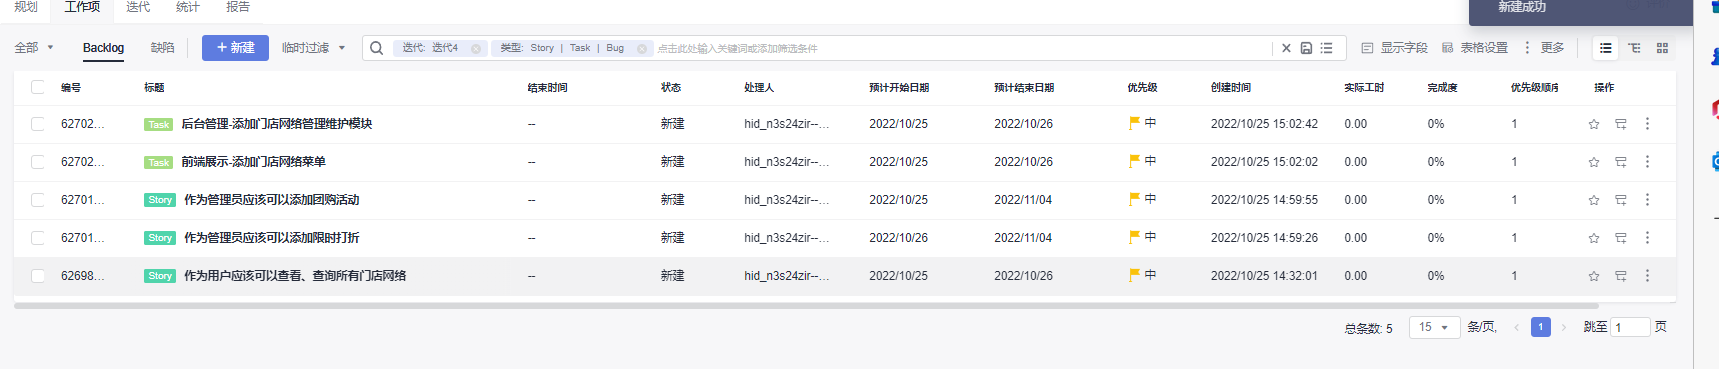 规划 工作项 迭代 统计 报告 新建成功
全部 Backlog 缺陷 新建 临时过滤 迭代: 迭代4 类型: Story | Task | Bug 点击此处输入关键词或添加筛选条件 显示字段 表格设置 更多
编号 标题 结束时间 状态 处理人 预计开始日期 预计结束日期 优先级 创建时间 实际工时 完成度 优先级顺序 操作
62702... Task 后台管理-添加门店网络管理维护模块 -- 新建 hid_n3s24zir--... 2022/10/25 2022/10/26 中 2022/10/25 15:02:42 0.00 0% 1
62702... Task 前端展示-添加门店网络菜单 -- 新建 hid_n3s24zir--... 2022/10/25 2022/10/26 中 2022/10/25 15:02:02 0.00 0% 1
62701... Story 作为管理员应该可以添加团购活动 -- 新建 hid_n3s24zir--... 2022/10/25 2022/11/04 中 2022/10/25 14:59:55 0.00 0% 1
62701... Story 作为管理员应该可以添加限时打折 -- 新建 hid_n3s24zir--... 2022/10/26 2022/11/04 中 2022/10/25 14:59:26 0.00 0% 1
62698... Story 作为用户应该可以查看、查询所有门店网络 -- 新建 hid_n3s24zir--... 2022/10/25 2022/10/26 中 2022/10/25 14:32:01 0.00 0% 1
总条数: 5 15 条/页, 1 跳至 1 页